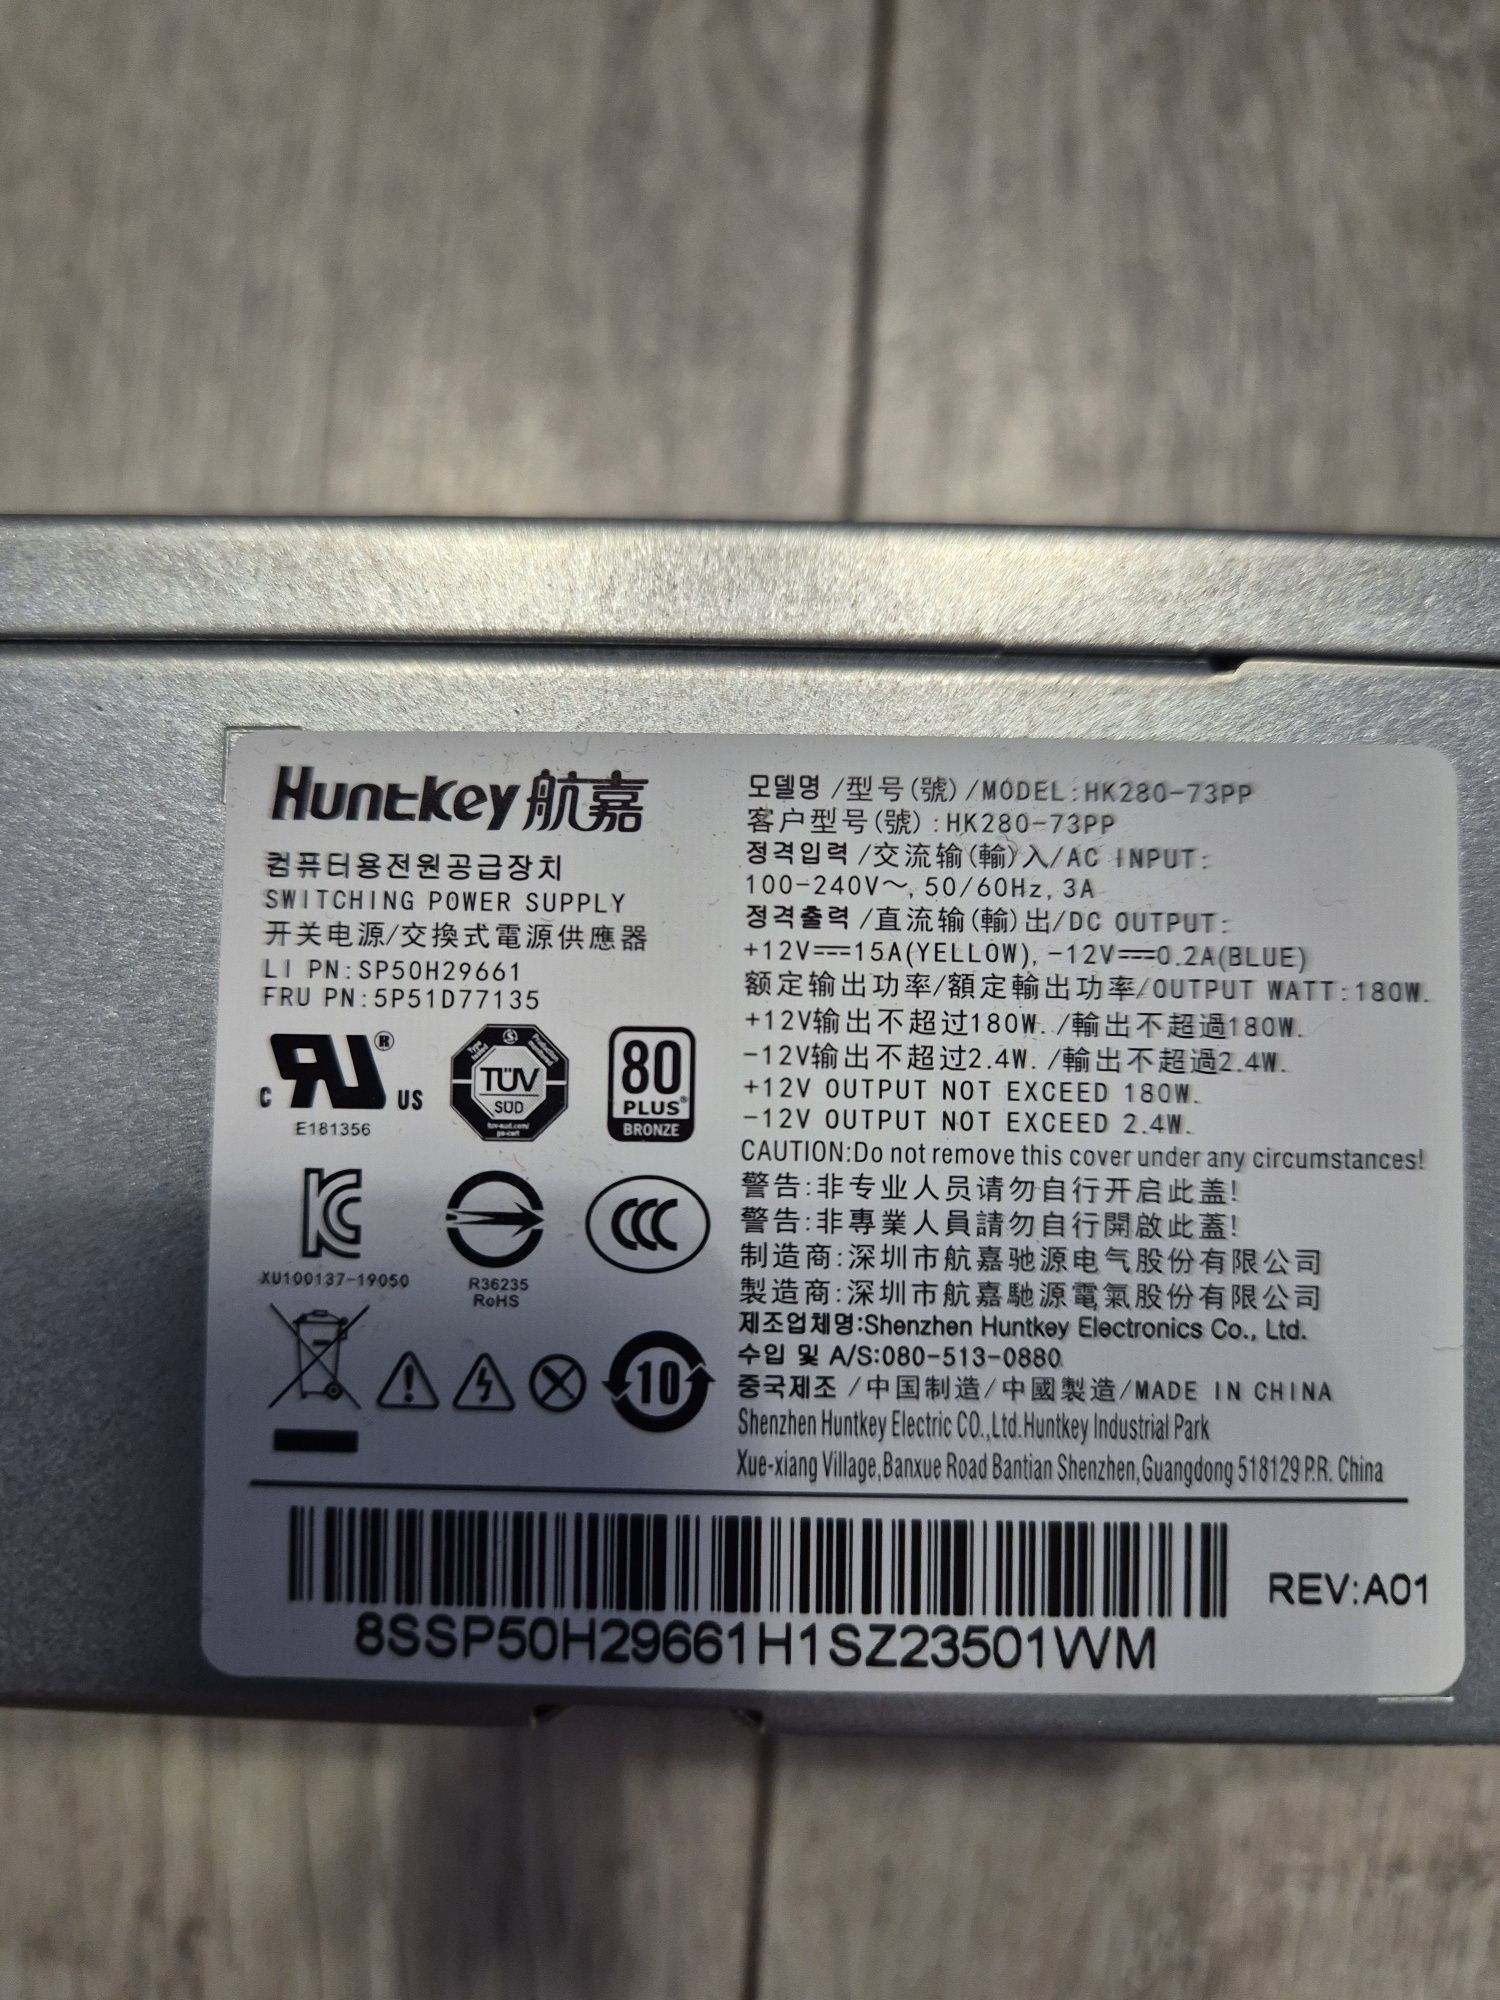 Huntkey 航嘉
컴퓨터용전원공급장치
SWITCHING POWER SUPPLY
开关电源/交換式電源供應器
LI PN:SP50H29661
FRU PN:5P51D77135
C RU ® US
E181356
TÜV
SÜD
80
PLUS®
BRONZE
XU100137-19050
R36235
RoHS
CCC
10
모델명 /型号(號) /MODEL:HK280-73PP
客户型号(號) :HK280-73PP
정격입력 /交流输(輸)入/AC INPUT:
100-240V~, 50/60Hz, 3A
정격출력 /直流输(輸)出/DC OUTPUT:
+12V⎓15A(YELLOW), -12V⎓0.2A(BLUE)
额定输出功率/額定輸出功率/OUTPUT WATT:180W.
+12V输出不超过180W. /輸出不超過180W.
-12V输出不超过2.4W. /輸出不超過2.4W.
+12V OUTPUT NOT EXCEED 180W.
-12V OUTPUT NOT EXCEED 2.4W.
CAUTION:Do not remove this cover under any circumstances!
警告:非专业人员请勿自行开启此盖!
警告:非專業人員請勿自行開啟此蓋!
制造商:深圳市航嘉驰源电气股份有限公司
製造商:深圳市航嘉馳源電氣股份有限公司
제조업체명:Shenzhen Huntkey Electronics Co., Ltd.
수입 및 A/S:080-513-0880
중국제조 /中国制造/中國製造/MADE IN CHINA
Shenzhen Huntkey Electric CO.,Ltd.Huntkey Industrial Park
Xue-xiang Village,Banxue Road Bantian Shenzhen,Guangdong 518129 P.R. China
REV:A01
8SSP50H29661H1SZ23501WM